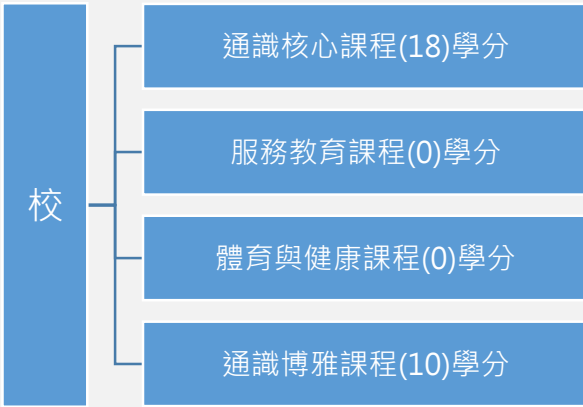 校
通識核心課程(18)學分
服務教育課程(0)學分
體育與健康課程(0)學分
通識博雅課程(10)學分